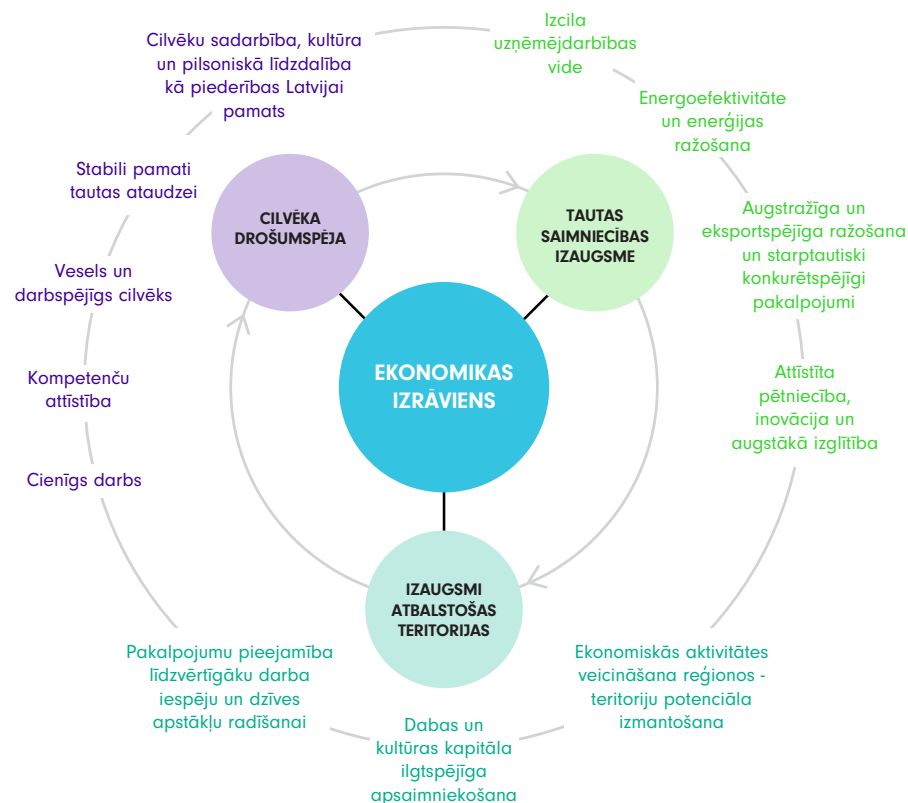 Cilvēku sadarbība, kultūra
un pilsoniskā līdzdalība
kā piederības Latvijai
pamats
Izcila
uzņēmējdarbības
vide
Energoefektivitāte
un enerģijas
ražošana
Stabili pamati
tautas ataudzei
CILVĒKA
DROŠUMSPĒJA
TAUTAS
SAIMNIECĪBAS
IZAUGSME
Augstražīga un
eksportspējīga ražošana
un starptautiski
konkurētspējīgi
pakalpojumi
Vesels un
darbspējīgs cilvēks
EKONOMIKAS
IZRĀVIENS
Kompetenču
attīstība
Attīstīta
pētniecība,
inovācija un
augstākā izglītība
Cienīgs darbs
IZAUGSMI
ATBALSTOŠAS
TERITORIJAS
Pakalpojumu pieejamība
līdzvērtīgāku darba
iespēju un dzīves
apstākļu radīšanai
Dabas un
kultūras kapitāla
ilgtspējīga
apsaimniekošana
Ekonomiskās aktivitātes
veicināšana reģionos -
teritoriju potenciāla
izmantošana